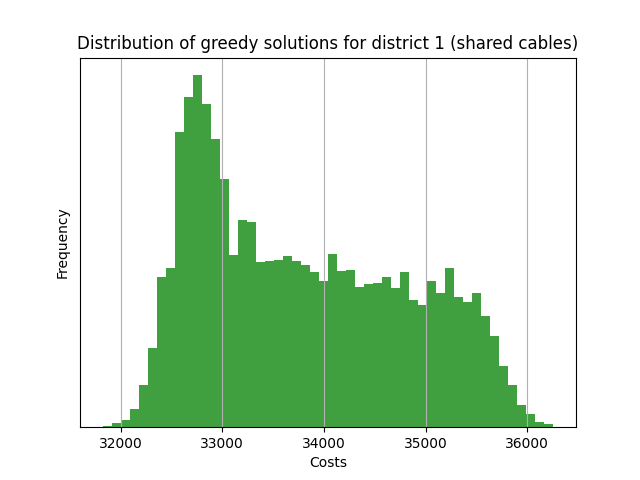 Distribution of greedy solutions for district 1 (shared cables)
Frequency
32000 33000 34000 35000 36000
Costs